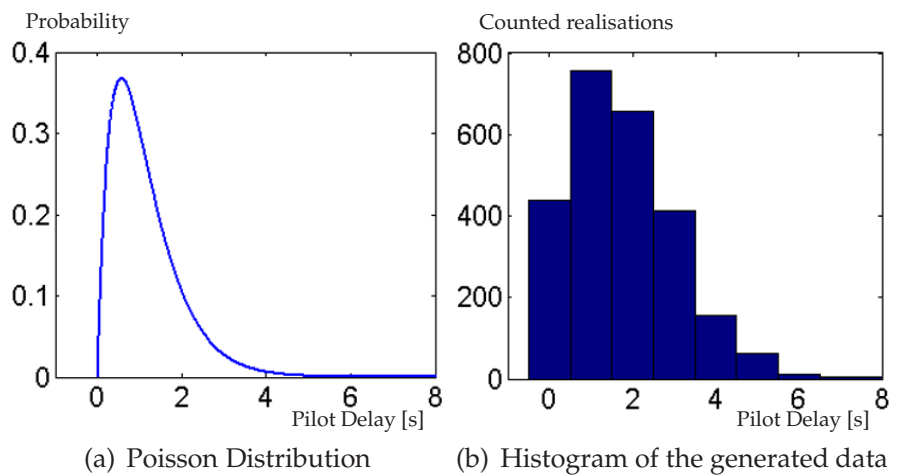 Probability
0.4
0.3
0.2
0.1
0
0 2 4 6 8
Pilot Delay [s]
(a) Poisson Distribution
Counted realisations
800
600
400
200
0
0 2 4 6 8
Pilot Delay [s]
(b) Histogram of the generated data